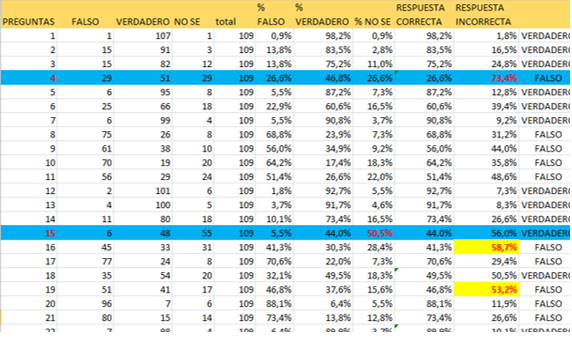 % % RESPUESTA RESPUESTA
PREGUNTAS FALSO VERDADERO NO SE total FALSO VERDADERO % NO SE CORRECTA INCORRECTA
1 1 107 1 109 0,9% 98,2% 0,9% 98,2% 1,8% VERDADERO
2 15 91 3 109 13,8% 83,5% 2,8% 83,5% 16,5% VERDADERO
3 15 82 12 109 13,8% 75,2% 11,0% 75,2% 24,8% VERDADERO
4 29 51 29 109 26,6% 46,8% 26,6% 26,6% 73,4% FALSO
5 6 95 8 109 5,5% 87,2% 7,3% 87,2% 12,8% VERDADERO
6 25 66 18 109 22,9% 60,6% 16,5% 60,6% 39,4% VERDADERO
7 6 99 4 109 5,5% 90,8% 3,7% 90,8% 9,2% VERDADERO
8 75 26 8 109 68,8% 23,9% 7,3% 68,8% 31,2% FALSO
9 61 38 10 109 56,0% 34,9% 9,2% 56,0% 44,0% FALSO
10 70 19 20 109 64,2% 17,4% 18,3% 64,2% 35,8% FALSO
11 56 29 24 109 51,4% 26,6% 22,0% 51,4% 48,6% FALSO
12 2 101 6 109 1,8% 92,7% 5,5% 92,7% 7,3% VERDADERO
13 4 100 5 109 3,7% 91,7% 4,6% 91,7% 8,3% VERDADERO
14 11 80 18 109 10,1% 73,4% 16,5% 73,4% 26,6% VERDADERO
15 6 48 55 109 5,5% 44,0% 50,5% 44,0% 56,0% VERDADERO
16 45 33 31 109 41,3% 30,3% 28,4% 41,3% 58,7% FALSO
17 77 24 8 109 70,6% 22,0% 7,3% 70,6% 29,4% FALSO
18 35 54 20 109 32,1% 49,5% 18,3% 49,5% 50,5% VERDADERO
19 51 41 17 109 46,8% 37,6% 15,6% 46,8% 53,2% FALSO
20 96 7 6 109 88,1% 6,4% 5,5% 88,1% 11,9% FALSO
21 80 15 14 109 73,4% 13,8% 12,8% 73,4% 26,6% FALSO
22 7 98 4 109 6,4% 89,9% 3,7% 89,9% 10,1% VERDADERO